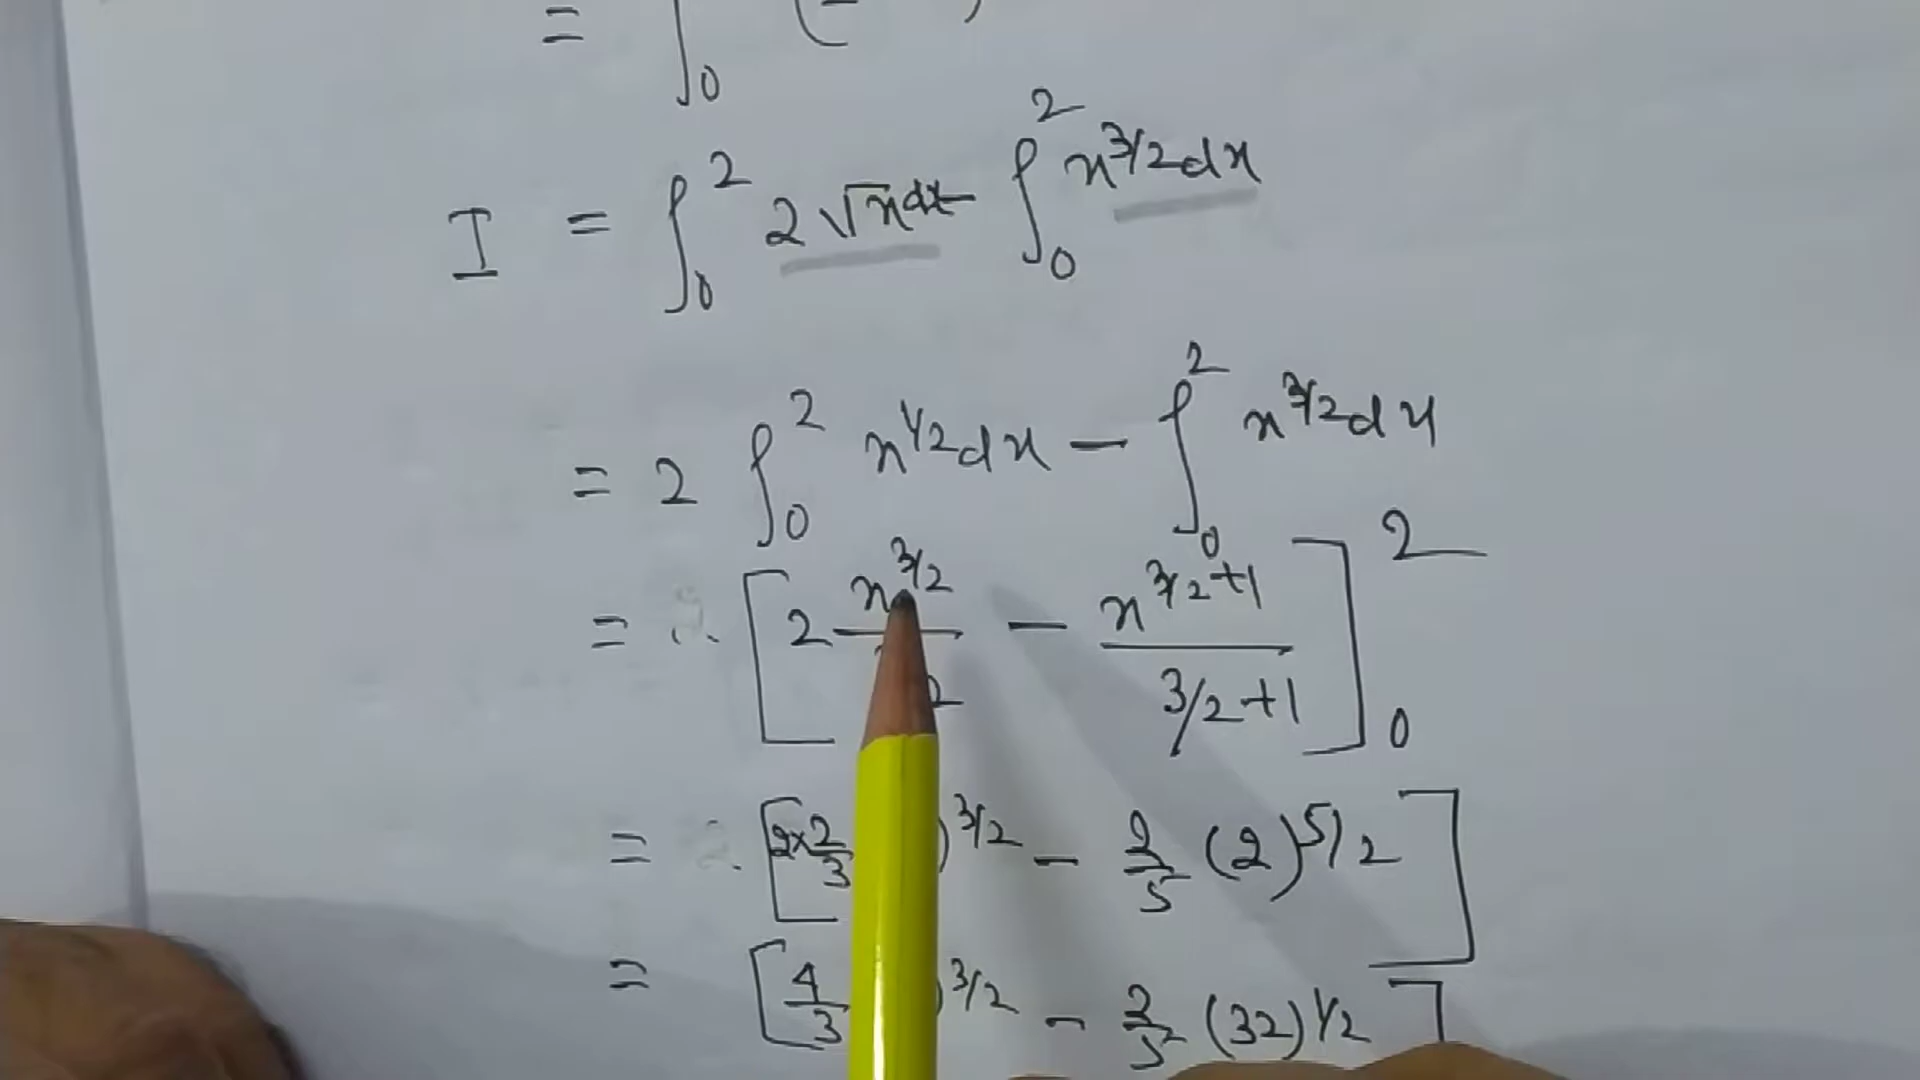 = ∫₀ (
I = ∫₀² 2√x dx - ∫₀² x^3/2 dx
= 2 ∫₀² x^1/2 dx - ∫₀² x^3/2 dx
= [2 x^3/2 / 2 - x^3/2+1 / 3/2+1]₀²
= [2×2/3 )^3/2 - 2/5 (2)^5/2]
= [4/3 )^3/2 - 2/5 (32)^1/2]